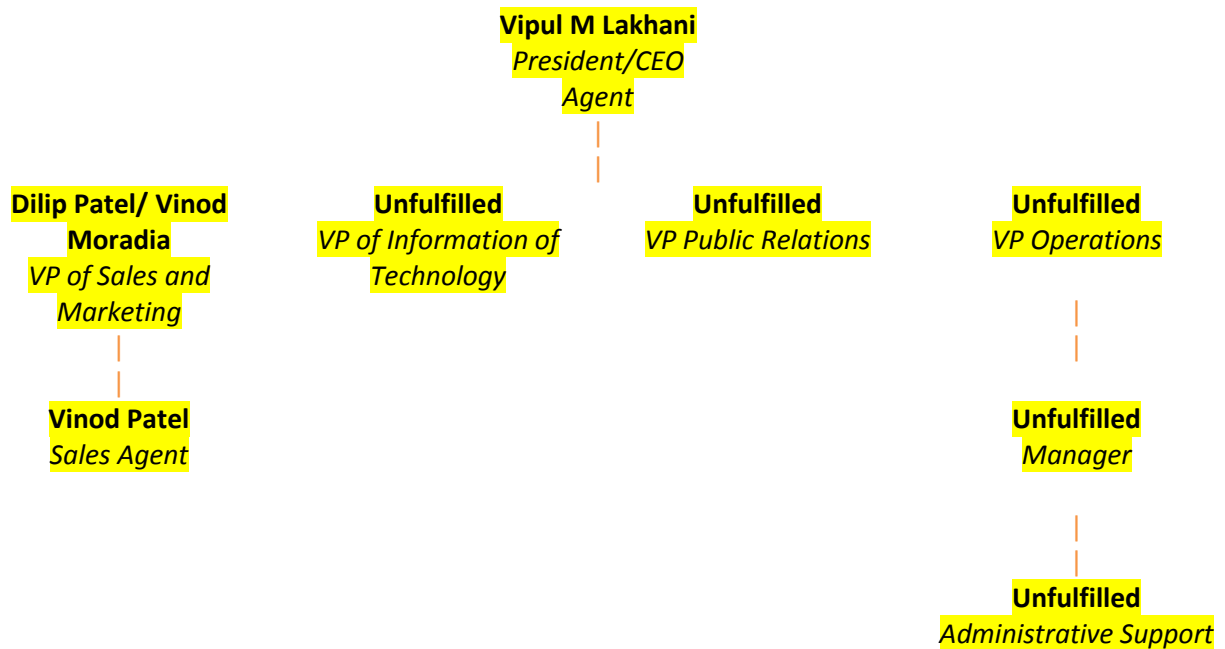 Vipul M Lakhani
President/CEO
Agent
Dilip Patel/ Vinod
Moradia
VP of Sales and
Marketing
Unfulfilled
VP of Information of
Technology
Unfulfilled
VP Public Relations
Unfulfilled
VP Operations
Vinod Patel
Sales Agent
Unfulfilled
Manager
Unfulfilled
Administrative Support